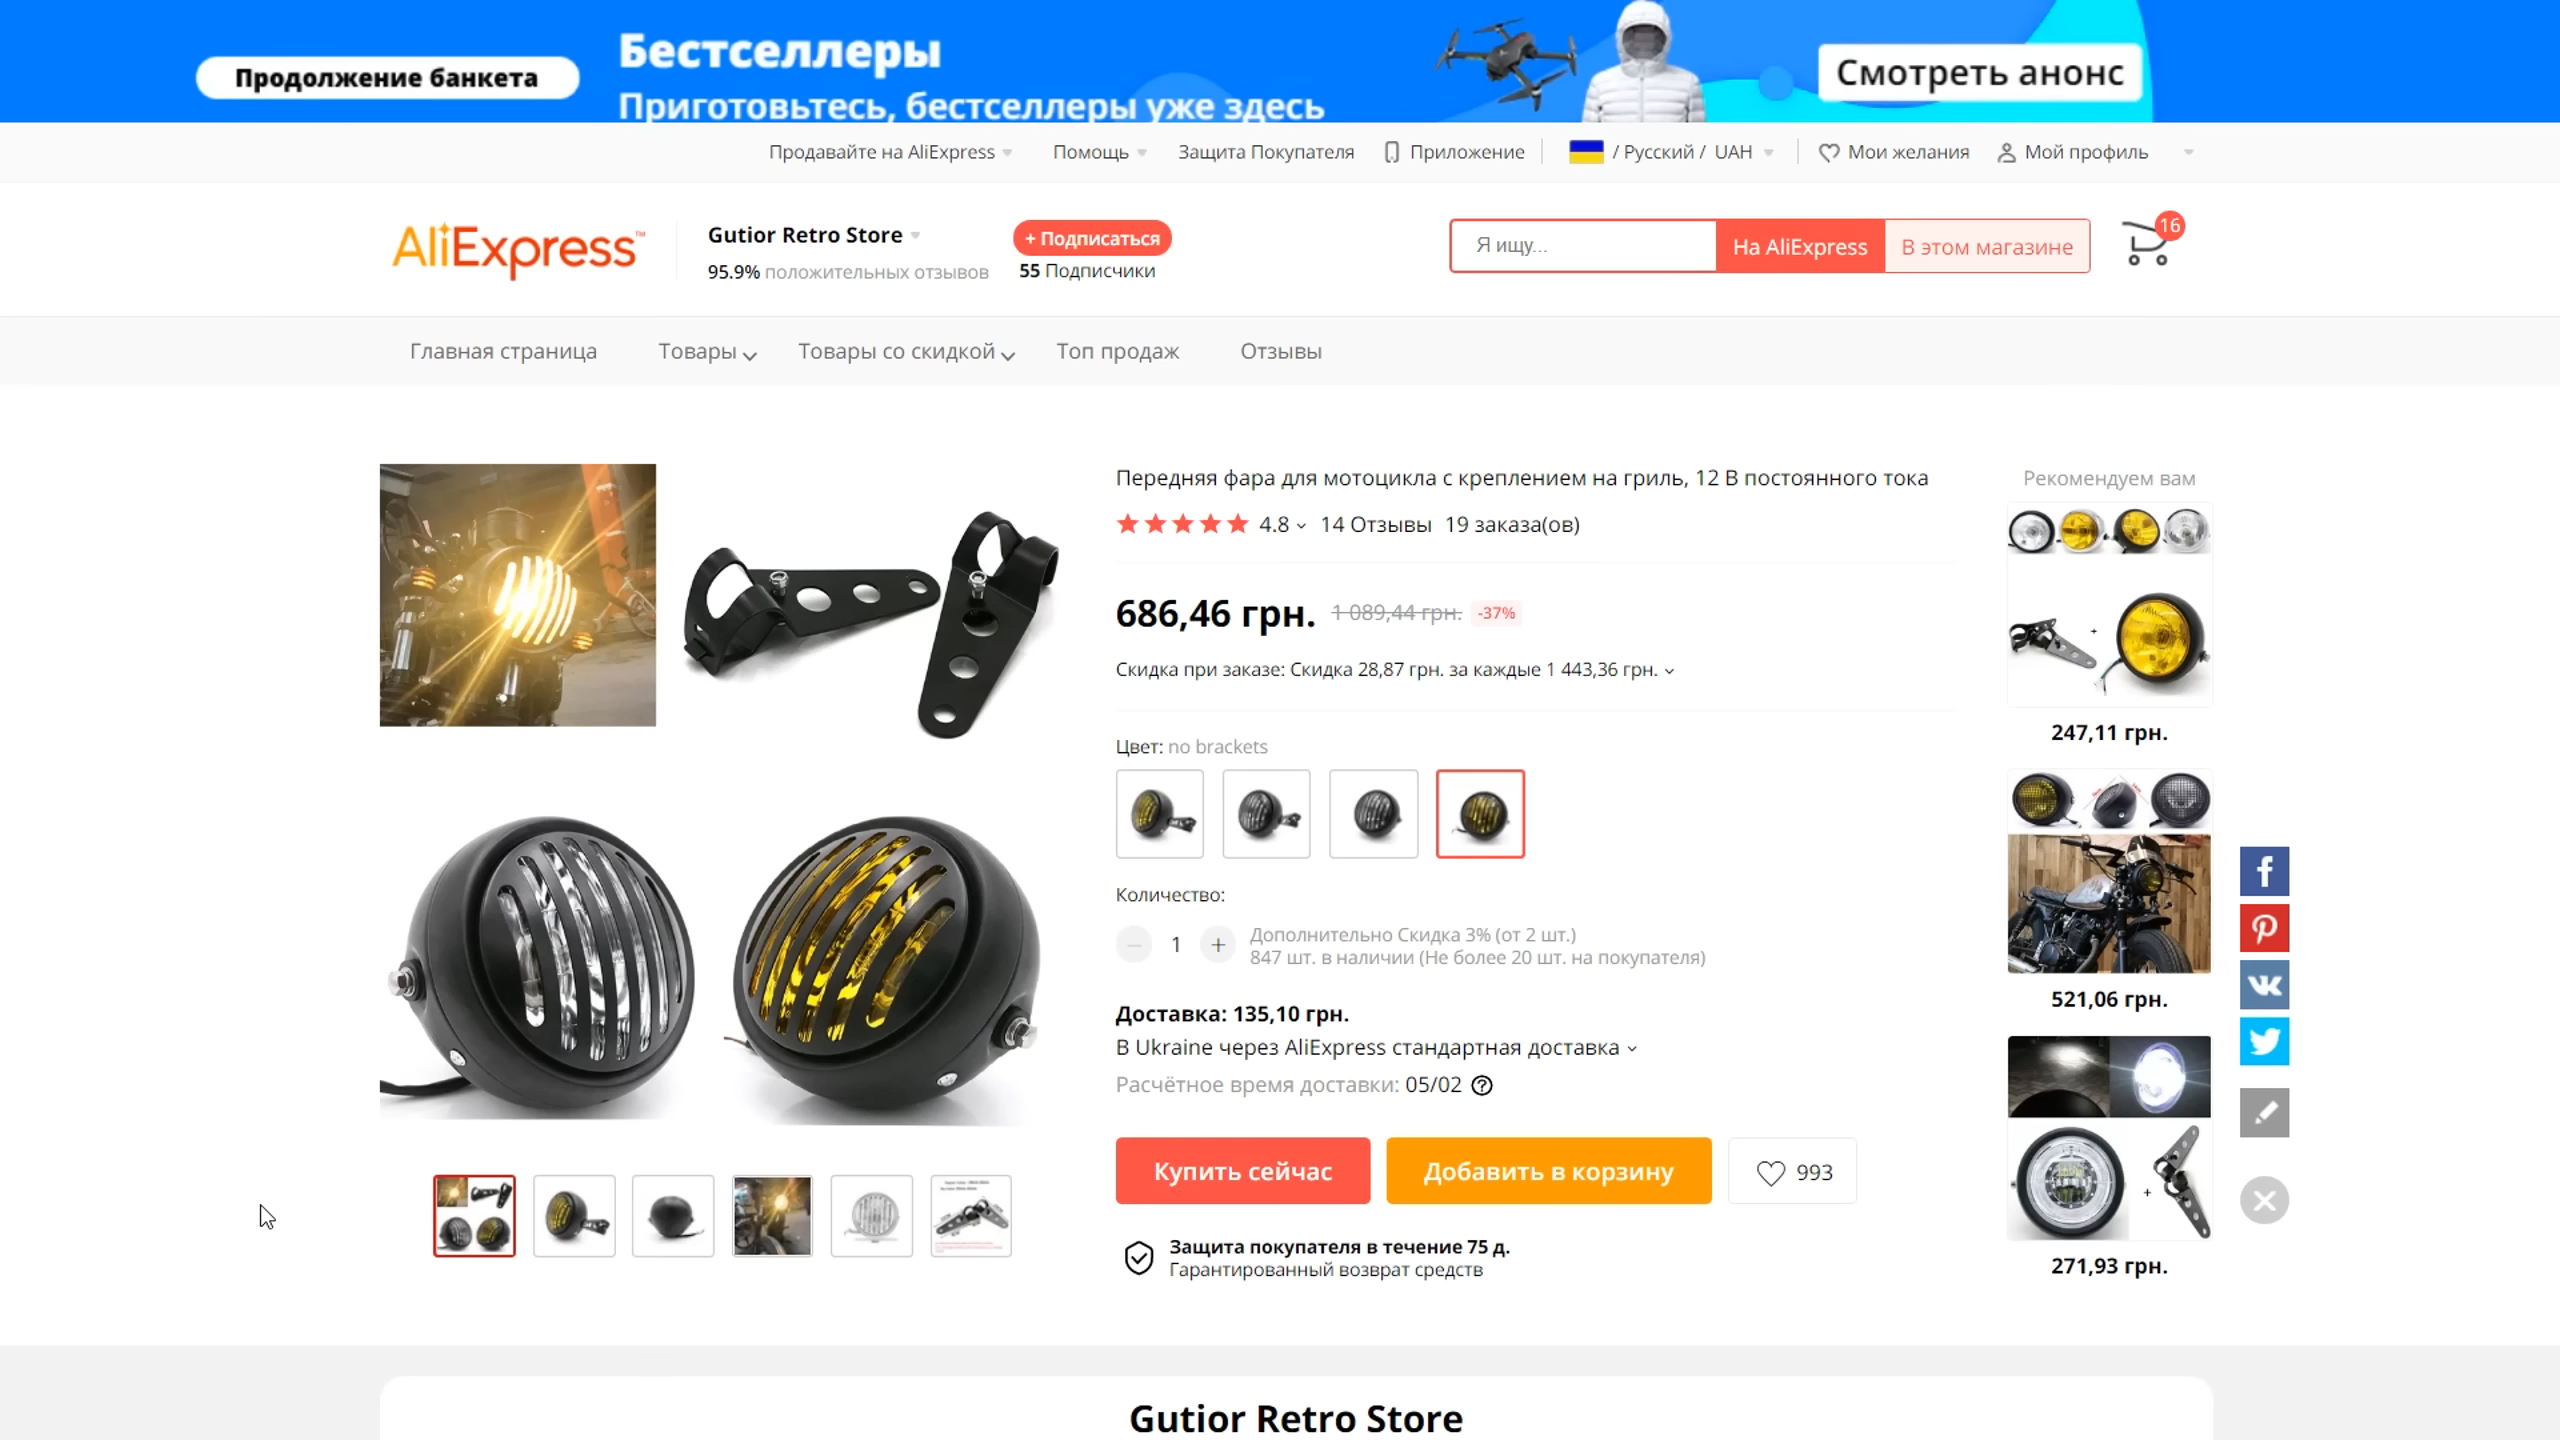 Продолжение банкета
Бестселлеры
Приготовьтесь, бестселлеры уже здесь
Смотреть анонс
Продавайте на AliExpress
Помощь
Защита Покупателя
Приложение
/ Русский / UAH
Мои желания
Мой профиль
AliExpress™
Gutior Retro Store
95.9% положительных отзывов
+ Подписаться
55 Подписчики
Я ищу...
На AliExpress
В этом магазине
16
Главная страница
Товары
Товары со скидкой
Топ продаж
Отзывы
Передняя фара для мотоцикла с креплением на гриль, 12 В постоянного тока
4.8
14 Отзывы
19 заказа(ов)
686,46 грн.
1 089,44 грн.
-37%
Скидка при заказе: Скидка 28,87 грн. за каждые 1 443,36 грн.
Цвет: no brackets
Количество:
1
+
Дополнительно Скидка 3% (от 2 шт.)
847 шт. в наличии (Не более 20 шт. на покупателя)
Доставка: 135,10 грн.
В Ukraine через AliExpress стандартная доставка
Расчётное время доставки: 05/02
Купить сейчас
Добавить в корзину
993
Защита покупателя в течение 75 д.
Гарантированный возврат средств
Рекомендуем вам
247,11 грн.
521,06 грн.
271,93 грн.
Gutior Retro Store